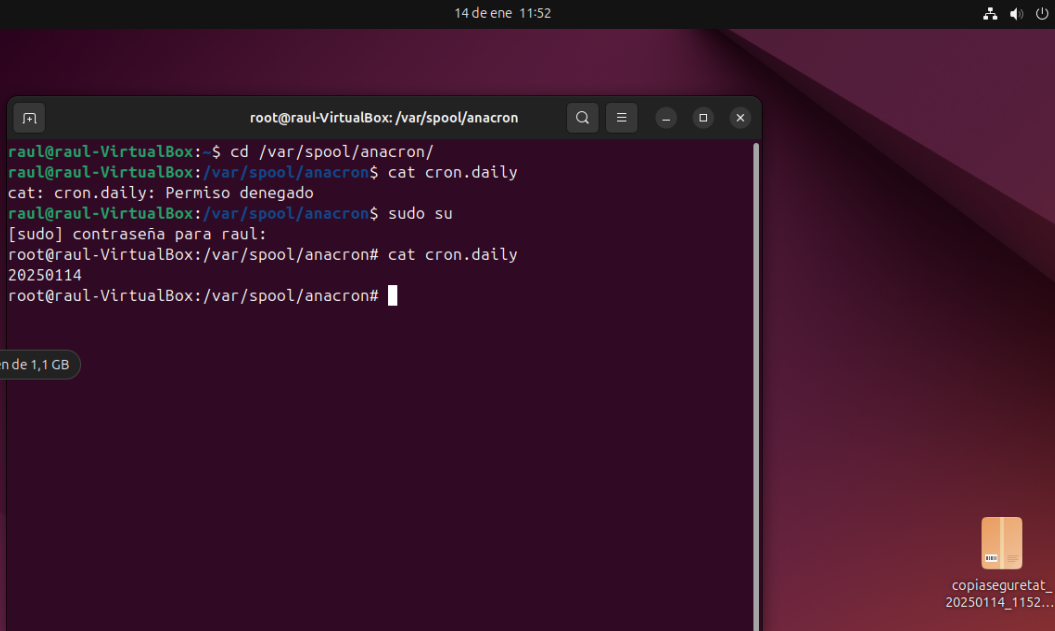 14 de ene 11:52
root@raul-VirtualBox: /var/spool/anacron
raul@raul-VirtualBox:~$ cd /var/spool/anacron/
raul@raul-VirtualBox:/var/spool/anacron$ cat cron.daily
cat: cron.daily: Permiso denegado
raul@raul-VirtualBox:/var/spool/anacron$ sudo su
[sudo] contraseña para raul:
root@raul-VirtualBox:/var/spool/anacron# cat cron.daily
20250114
root@raul-VirtualBox:/var/spool/anacron#
en de 1,1 GB
copiaseguretat_
20250114_1152...